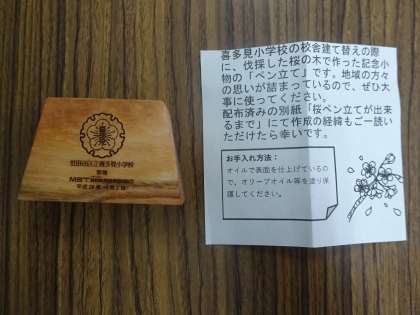 世田谷区立喜多見小学校
喜多見小学校の校舎建て替えの際
に、伐採した桜の木で作った記念小
物の「ペン立て」です。地域の方々
の思いが詰まっているので、ぜひ大
事に使ってください。
配布済みの別紙「桜ペン立てが出来
るまで」にて作成の経緯もご一読い
ただけたら幸いです。
お手入れ方法：
オイルで表面を仕上げているの
で、オリーブオイル等を塗り保
護してください。